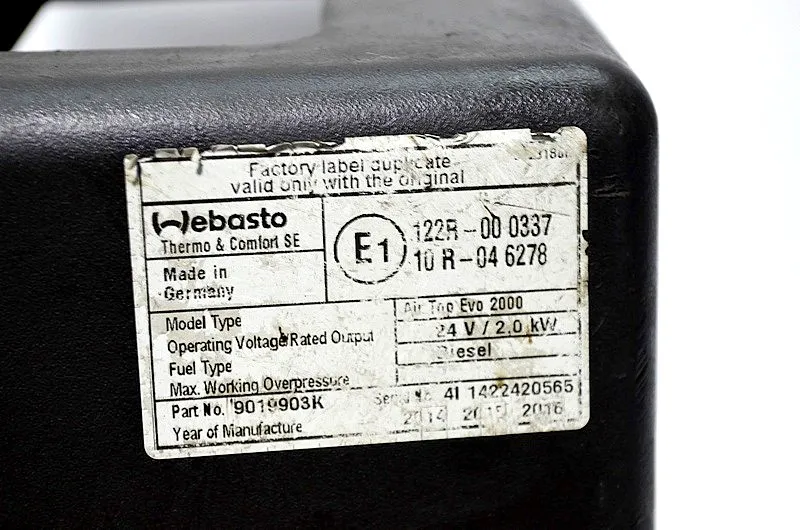 Factory label duplicate
valid only with the original
Webasto
Thermo & Comfort SE
Made in
Germany
E1
122R-00 0337
10 R-04 6278
Model Type Air Top Evo 2000
Operating Voltage/Rated Output 24 V / 2.0 kW
Fuel Type Diesel
Max. Working Overpressure
Part No. 9019903K Serial No. 4I 1422420565
Year of Manufacture 2014 2015 2016